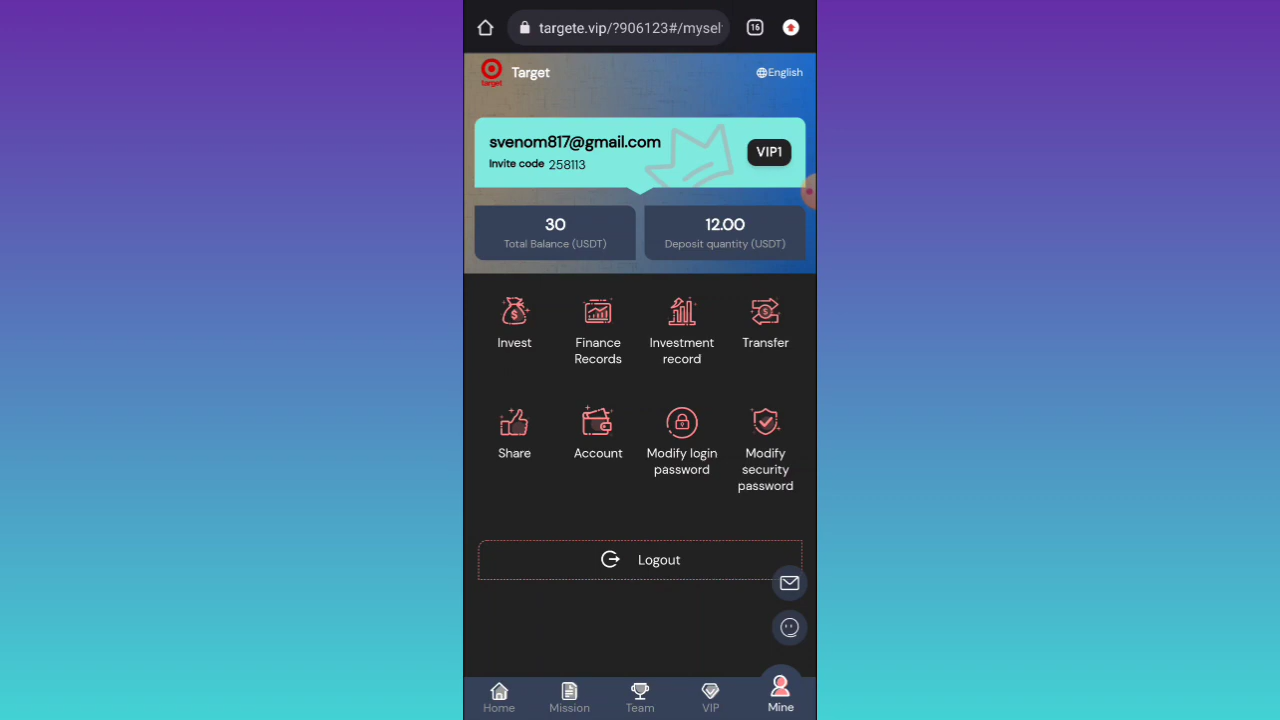 targete.vip/?906123#/mysel
16
target
Target
English
svenom817@gmail.com
Invite code 258113
VIP1
30
Total Balance (USDT)
12.00
Deposit quantity (USDT)
Invest
Finance
Records
Investment
record
Transfer
Share
Account
Modify login
password
Modify
security
password
Logout
Home
Mission
Team
VIP
Mine